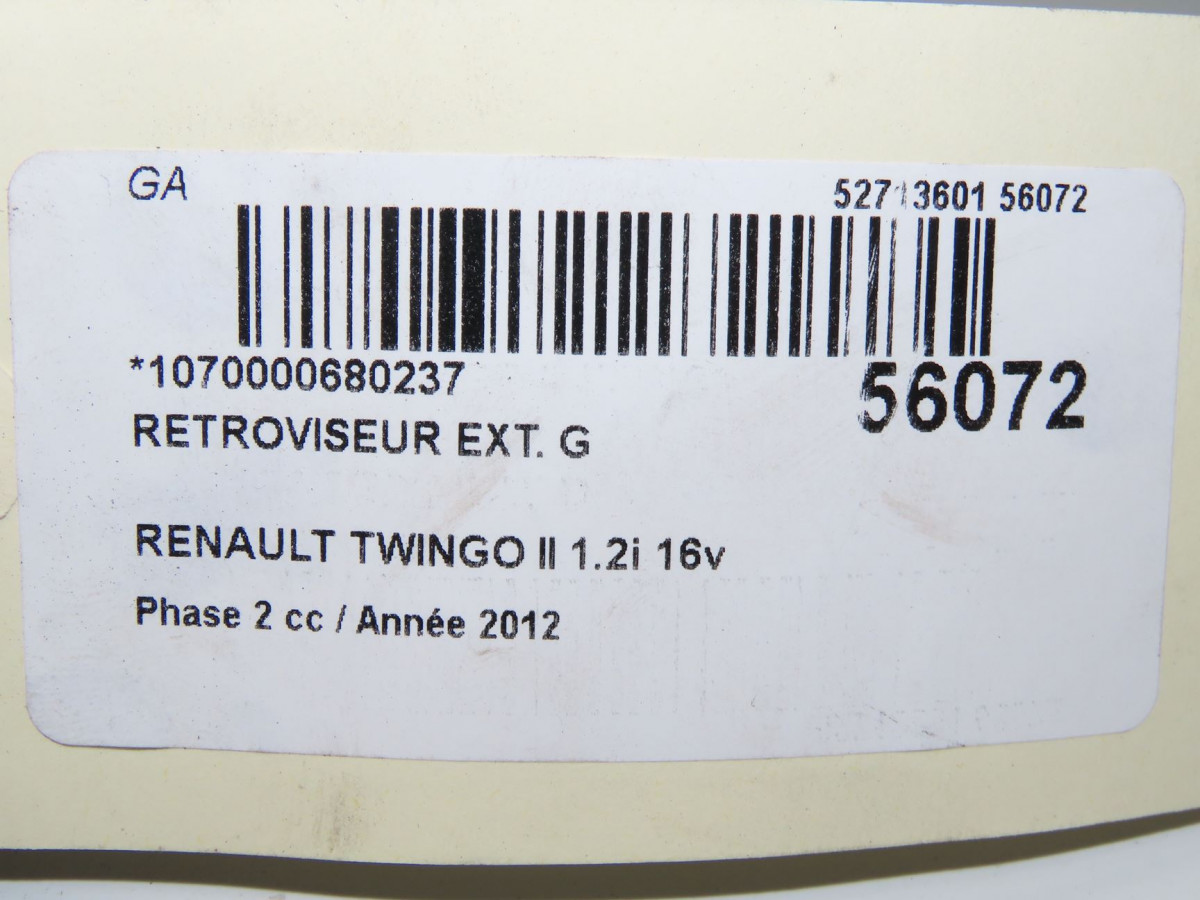 GA
52713601 56072
*1070000680237
56072
RETROVISEUR EXT. G
RENAULT TWINGO II 1.2i 16v
Phase 2 cc / Année 2012